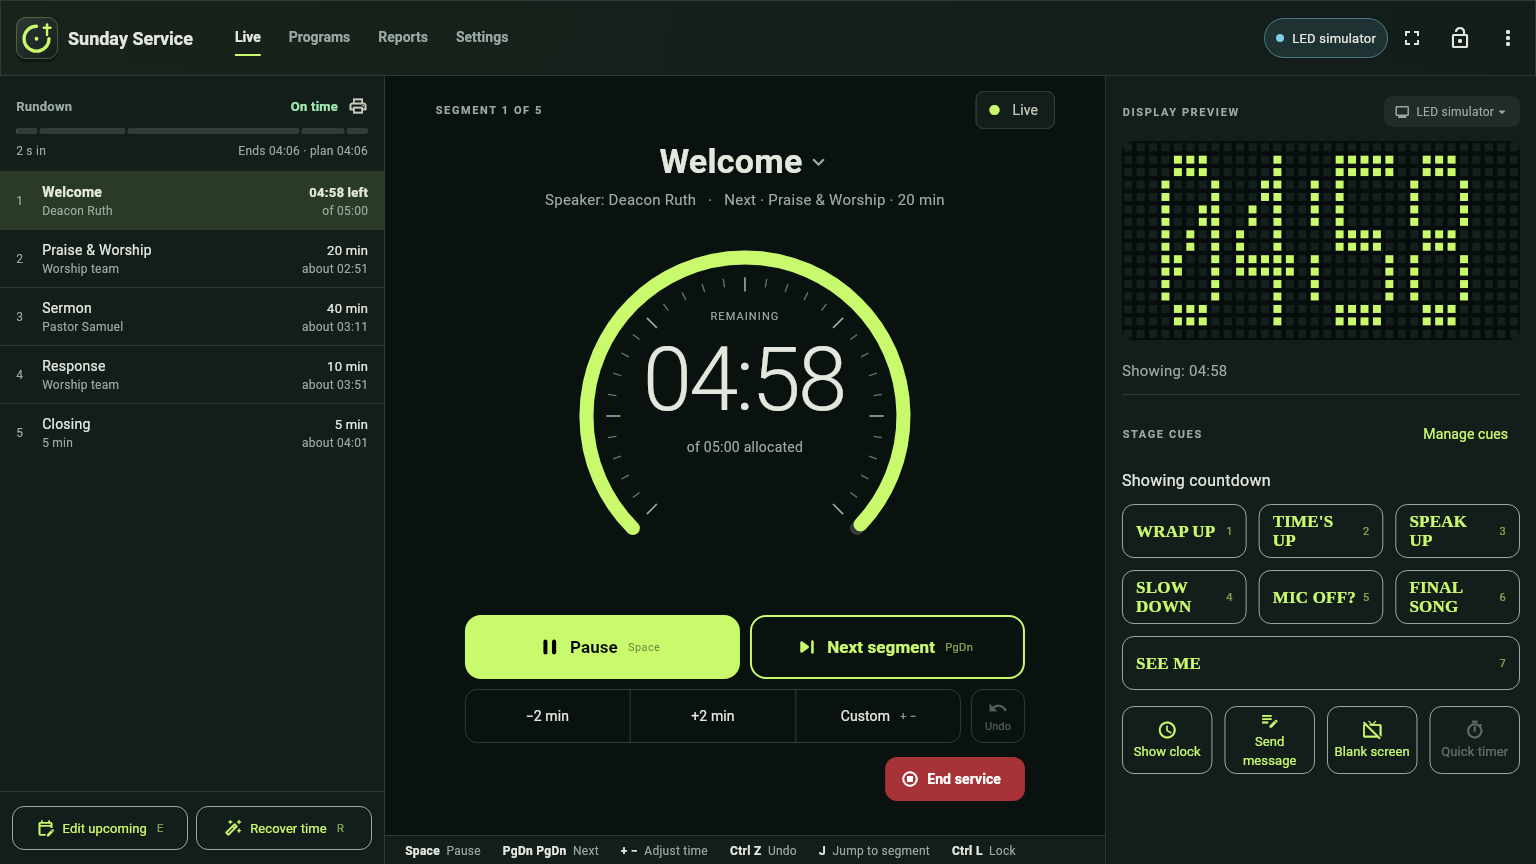 Sunday Service
Live
Programs
Reports
Settings
LED simulator
Rundown
On time
2 s in
Ends 04:06 · plan 04:06
1
Welcome
04:58 left
Deacon Ruth
of 05:00
2
Praise & Worship
20 min
Worship team
about 02:51
3
Sermon
40 min
Pastor Samuel
about 03:11
4
Response
10 min
Worship team
about 03:51
5
Closing
5 min
5 min
about 04:01
Edit upcoming E
Recover time R
SEGMENT 1 OF 5
Live
Welcome
Speaker: Deacon Ruth · Next · Praise & Worship · 20 min
REMAINING
04:58
of 05:00 allocated
Pause Space
Next segment PgDn
−2 min
+2 min
Custom + −
Undo
End service
Space Pause PgDn PgDn Next + − Adjust time Ctrl Z Undo J Jump to segment Ctrl L Lock
DISPLAY PREVIEW
LED simulator
04:58
Showing: 04:58
STAGE CUES
Manage cues
Showing countdown
WRAP UP 1
TIME'S
UP
2
SPEAK
UP
3
SLOW
DOWN
4
MIC OFF? 5
FINAL
SONG
6
SEE ME 7
Show clock
Send
message
Blank screen
Quick timer